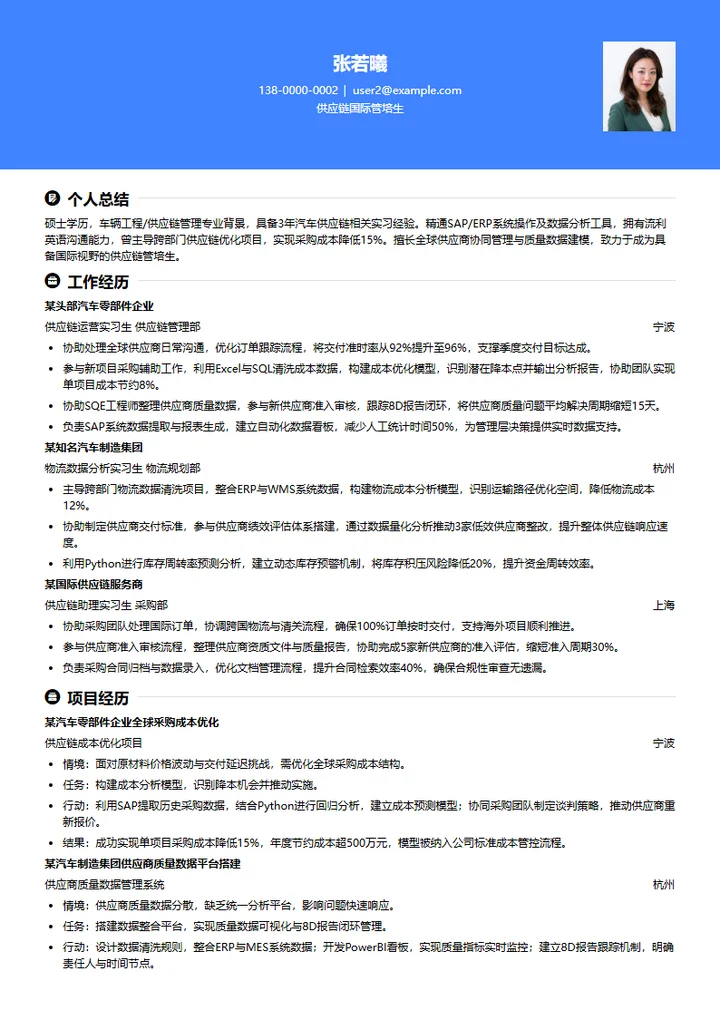 张若曦
138-0000-0002 | user2@example.com
供应链国际管培生
个人总结
硕士学历，车辆工程/供应链管理专业背景，具备3年汽车供应链相关实习经验。精通SAP/ERP系统操作及数据分析工具，拥有流利
英语沟通能力，曾主导跨部门供应链优化项目，实现采购成本降低15%。擅长全球供应商协同管理与质量数据建模，致力于成为具
备国际视野的供应链管培生。
工作经历
某头部汽车零部件企业
供应链运营实习生 供应链管理部 宁波
• 协助处理全球供应商日常沟通，优化订单跟踪流程，将交付准时率从92%提升至96%，支撑季度交付目标达成。
• 参与新项目采购辅助工作，利用Excel与SQL清洗成本数据，构建成本优化模型，识别潜在降本点并输出分析报告，协助团队实现
单项目成本节约8%。
• 协助SQE工程师整理供应商质量数据，参与新供应商准入审核，跟踪8D报告闭环，将供应商质量问题平均解决周期缩短15天。
• 负责SAP系统数据提取与报表生成，建立自动化数据看板，减少人工统计时间50%，为管理层决策提供实时数据支持。
某知名汽车制造集团
物流数据分析实习生 物流规划部 杭州
• 主导跨部门物流数据清洗项目，整合ERP与WMS系统数据，构建物流成本分析模型，识别运输路径优化空间，降低物流成本
12%。
• 协助制定供应商交付标准，参与供应商绩效评估体系搭建，通过数据量化分析推动3家低效供应商整改，提升整体供应链响应速
度。
• 利用Python进行库存周转率预测分析，建立动态库存预警机制，将库存积压风险降低20%，提升资金周转效率。
某国际供应链服务商
供应链助理实习生 采购部 上海
• 协助采购团队处理国际订单，协调跨国物流与清关流程，确保100%订单按时交付，支持海外项目顺利推进。
• 参与供应商准入审核流程，整理供应商资质文件与质量报告，协助完成5家新供应商的准入评估，缩短准入周期30%。
• 负责采购合同归档与数据录入，优化文档管理流程，提升合同检索效率40%，确保合规性审查无遗漏。
项目经历
某汽车零部件企业全球采购成本优化
供应链成本优化项目 宁波
• 情境：面对原材料价格波动与交付延迟挑战，需优化全球采购成本结构。
• 任务：构建成本分析模型，识别降本机会并推动实施。
• 行动：利用SAP提取历史采购数据，结合Python进行回归分析，建立成本预测模型；协同采购团队制定谈判策略，推动供应商重
新报价。
• 结果：成功实现单项目采购成本降低15%，年度节约成本超500万元，模型被纳入公司标准成本管控流程。
某汽车制造集团供应商质量数据平台搭建
供应商质量数据管理系统 杭州
• 情境：供应商质量数据分散，缺乏统一分析平台，影响问题快速响应。
• 任务：搭建数据整合平台，实现质量数据可视化与8D报告闭环管理。
• 行动：设计数据清洗规则，整合ERP与MES系统数据；开发PowerBI看板，实现质量指标实时监控；建立8D报告跟踪机制，明确
责任人与时间节点。